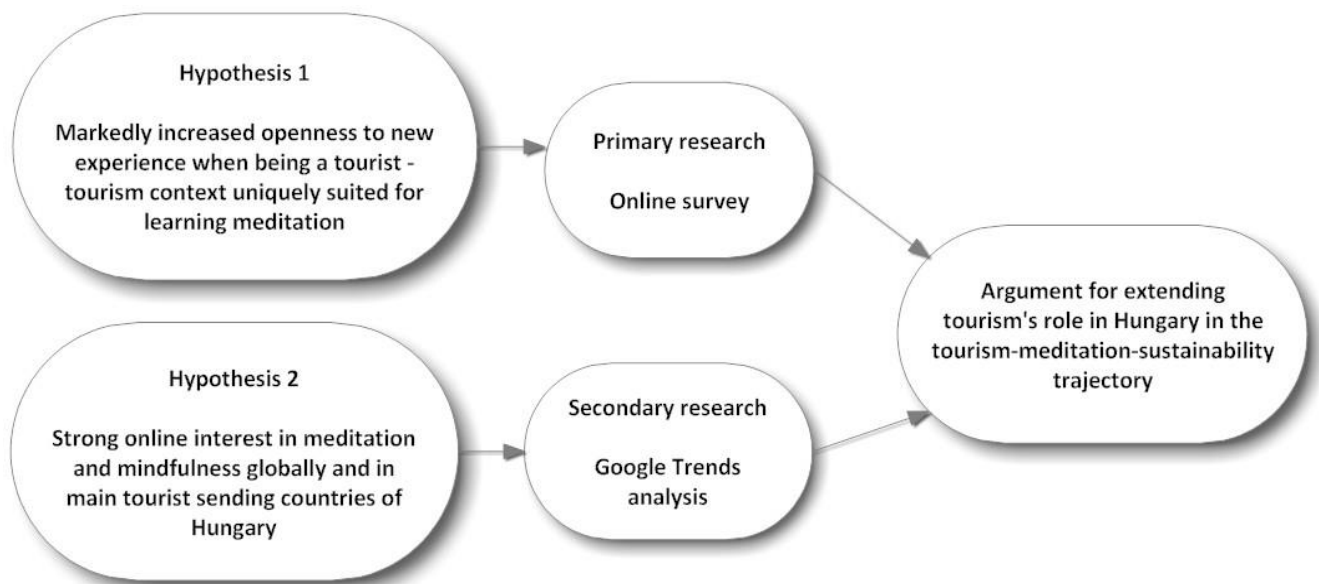 Hypothesis 1
Markedly increased openness to new
experience when being a tourist -
tourism context uniquely suited for
learning meditation
Primary research
Online survey
Hypothesis 2
Strong online interest in meditation
and mindfulness globally and in
main tourist sending countries of
Hungary
Secondary research
Google Trends
analysis
Argument for extending
tourism's role in Hungary in the
tourism-meditation-sustainability
trajectory